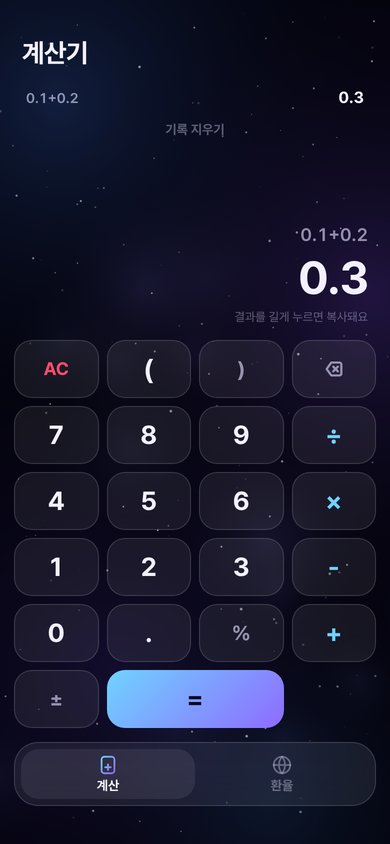 계산기
0.1+0.2 0.3
기록 지우기
0.1+0.2
0.3
결과를 길게 누르면 복사돼요
AC ( )
7 8 9 ÷
4 5 6 ×
1 2 3 -
0 . % +
± =
계산 환율